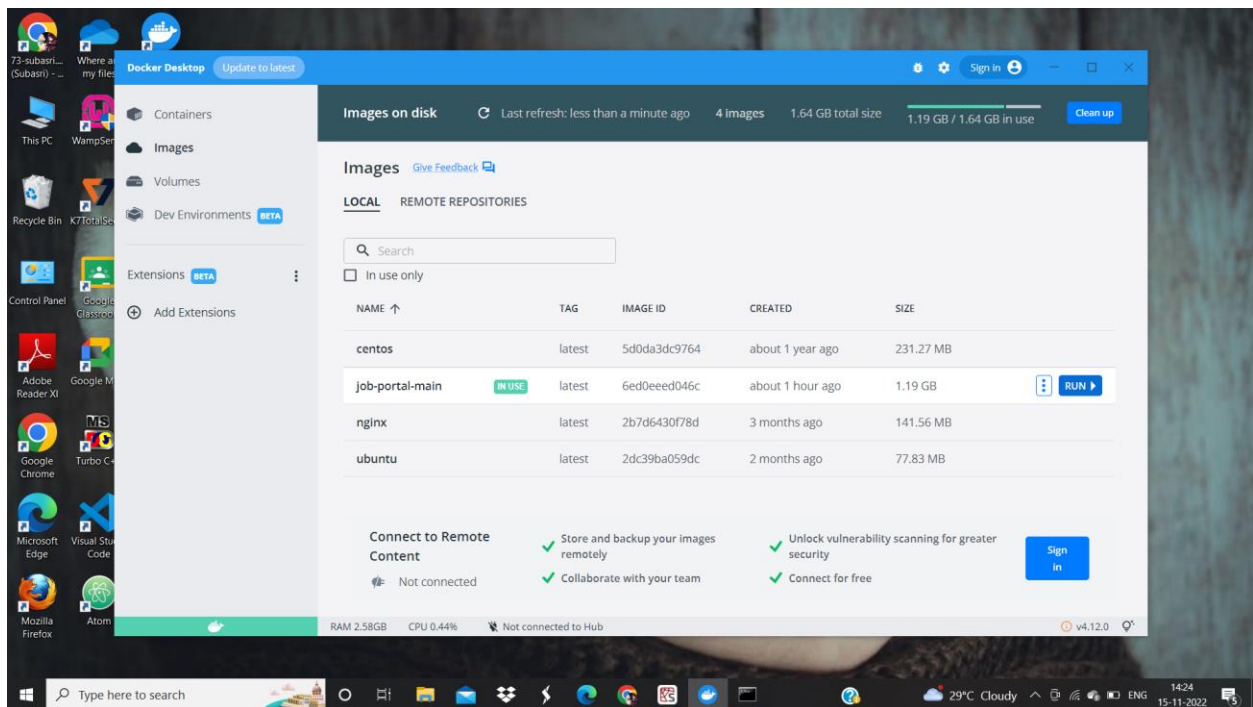 73-subasri...
(Subasri) - ...
Where a
my files
This PC
WampSer
Recycle Bin
K7TotalSe
Control Panel
Google
Classroo
Adobe
Reader XI
Google M
Google
Chrome
Turbo C+
Microsoft
Edge
Visual Stu
Code
Mozilla
Firefox
Atom
Docker Desktop Update to latest Sign in
Containers
Images
Volumes
Dev Environments BETA
Extensions BETA
Add Extensions
Images on disk Last refresh: less than a minute ago 4 images 1.64 GB total size 1.19 GB / 1.64 GB in use Clean up
Images Give Feedback
LOCAL REMOTE REPOSITORIES
Search
In use only
NAME TAG IMAGE ID CREATED SIZE
centos latest 5d0da3dc9764 about 1 year ago 231.27 MB
job-portal-main IN USE latest 6ed0eeed046c about 1 hour ago 1.19 GB RUN
nginx latest 2b7d6430f78d 3 months ago 141.56 MB
ubuntu latest 2dc39ba059dc 2 months ago 77.83 MB
Connect to Remote
Content
Not connected
Store and backup your images
remotely
Collaborate with your team
Unlock vulnerability scanning for greater
security
Connect for free
Sign
in
RAM 2.58GB CPU 0.44% Not connected to Hub v4.12.0
Type here to search 29°C Cloudy ENG
14:24
15-11-2022
5